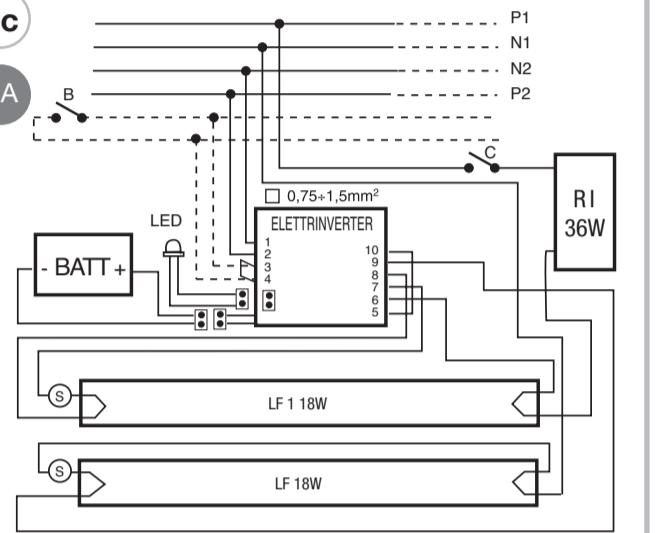 c
P1
N1
N2
P2
A
B
C
0,75÷1,5mm²
RI
36W
LED
ELETTRINVERTER
- BATT +
1
2
3
4
10
9
8
7
6
5
S
LF 1 18W
S
LF 18W